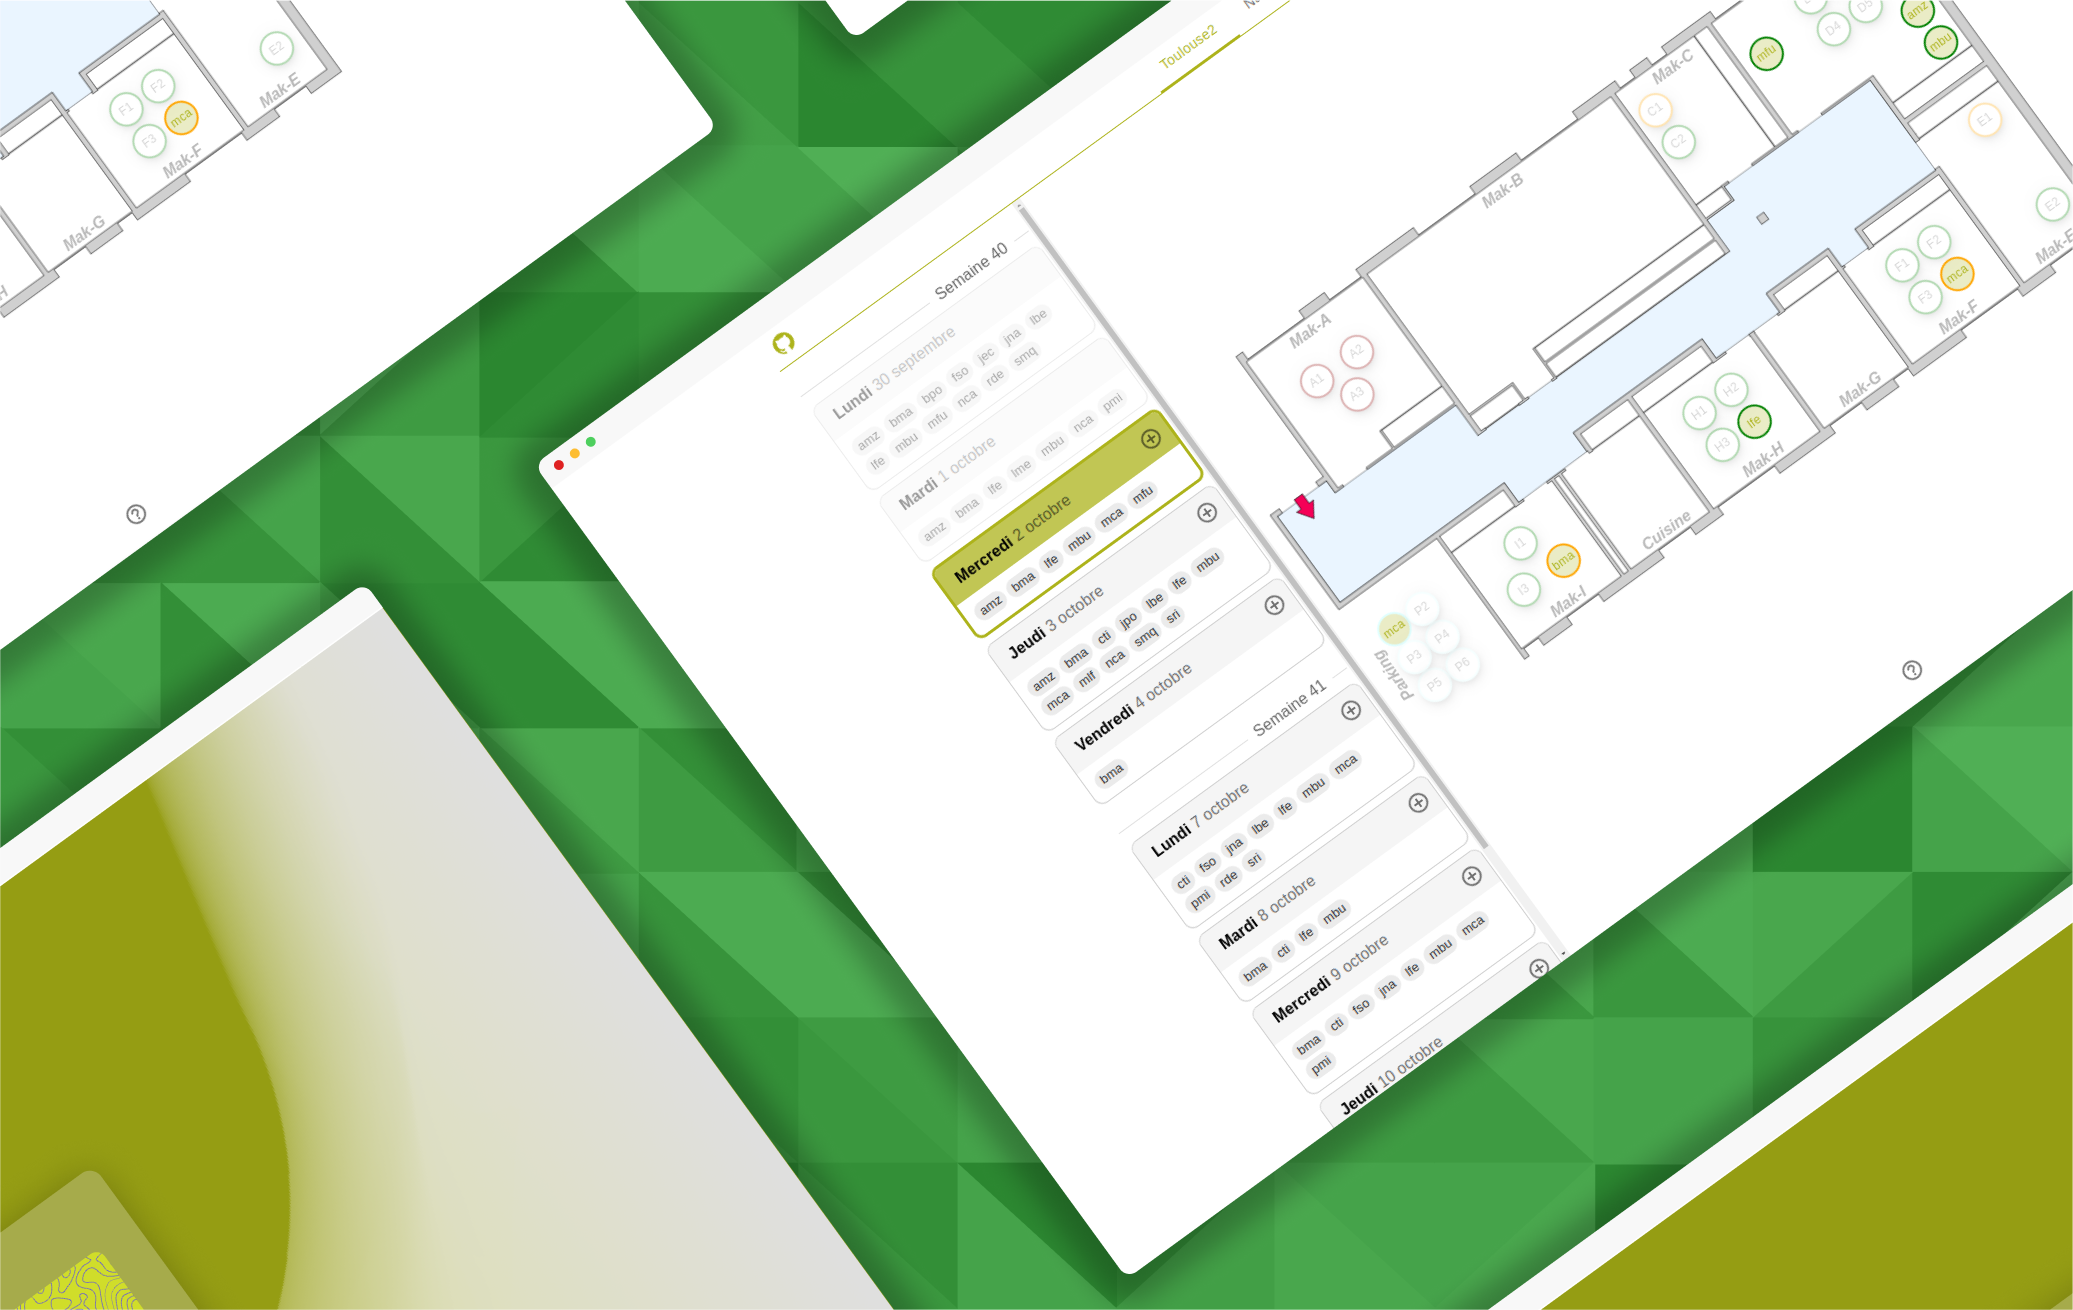 E2
Mak-E
F2
F1
mca
F3
Mak-F
Mak-G
H
?
Toulouse2
Semaine 40
Lundi 30 septembre
amz bma bpo fso jec jna lbe
lfe mbu mfu nca rde smq
Mardi 1 octobre
amz bma lfe lme mbu nca pmi
Mercredi 2 octobre
amz bma lfe mbu mca mfu
Jeudi 3 octobre
amz bma cti jpo lbe lfe mbu
mca mlf nca smq sri
Vendredi 4 octobre
bma
Semaine 41
Lundi 7 octobre
cti fso jna lbe lfe mbu mca
pmi rde sri
Mardi 8 octobre
bma cti lfe mbu
Mercredi 9 octobre
bma cti fso jna lfe mbu mca
pmi
Jeudi 10 octobre
Mak-A
A1
A2
A3
Mak-B
Mak-C
C1
C2
mfu
D4
D5
amz
mbu
E1
E2
Mak-E
F1
F2
F3
mca
Mak-F
Mak-G
H1
H2
H3
lfe
Mak-H
Cuisine
I1
bma
I3
Mak-I
mca
P2
P3
P4
P5
P6
Parking
?